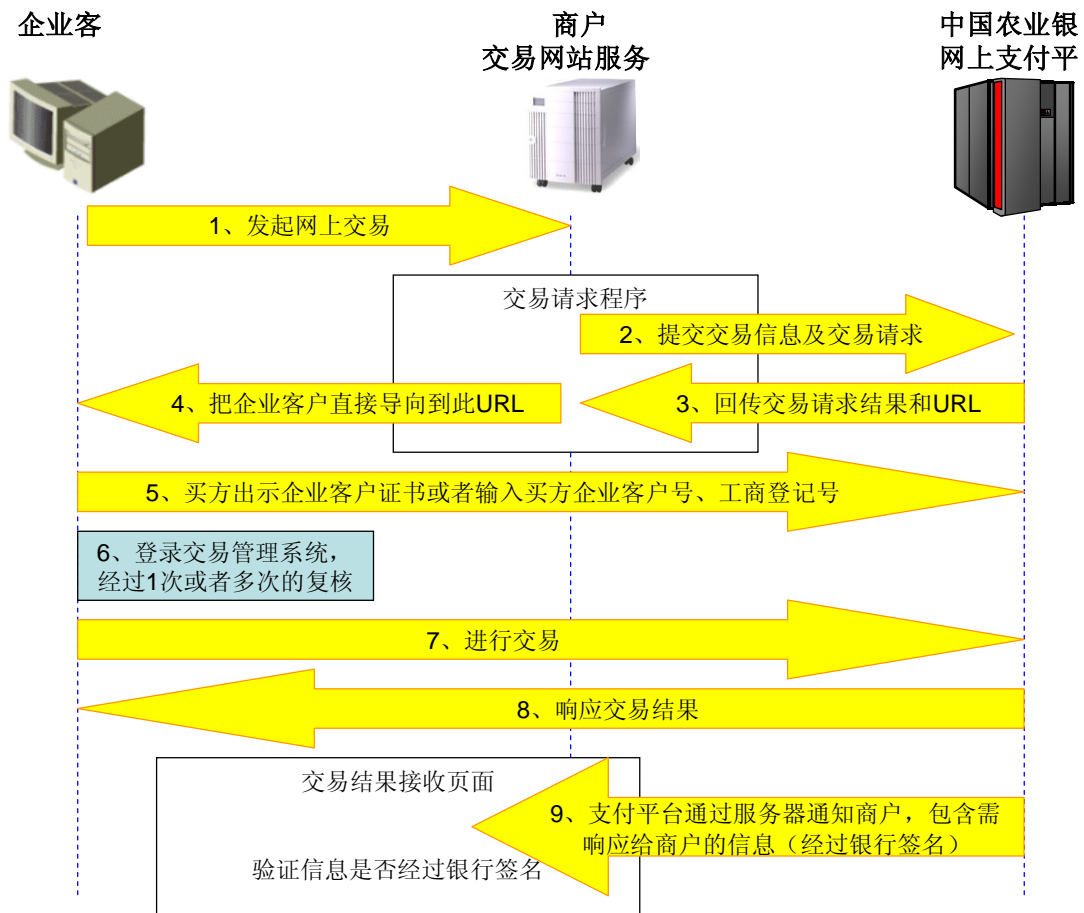 企业客
商户
交易网站服务
中国农业银
网上支付平
1、发起网上交易
交易请求程序
2、提交交易信息及交易请求
3、回传交易请求结果和URL
4、把企业客户直接导向到此URL
5、买方出示企业客户证书或者输入买方企业客户号、工商登记号
6、登录交易管理系统，
经过1次或者多次的复核
7、进行交易
8、响应交易结果
交易结果接收页面
9、支付平台通过服务器通知商户，包含需
响应给商户的信息（经过银行签名）
验证信息是否经过银行签名